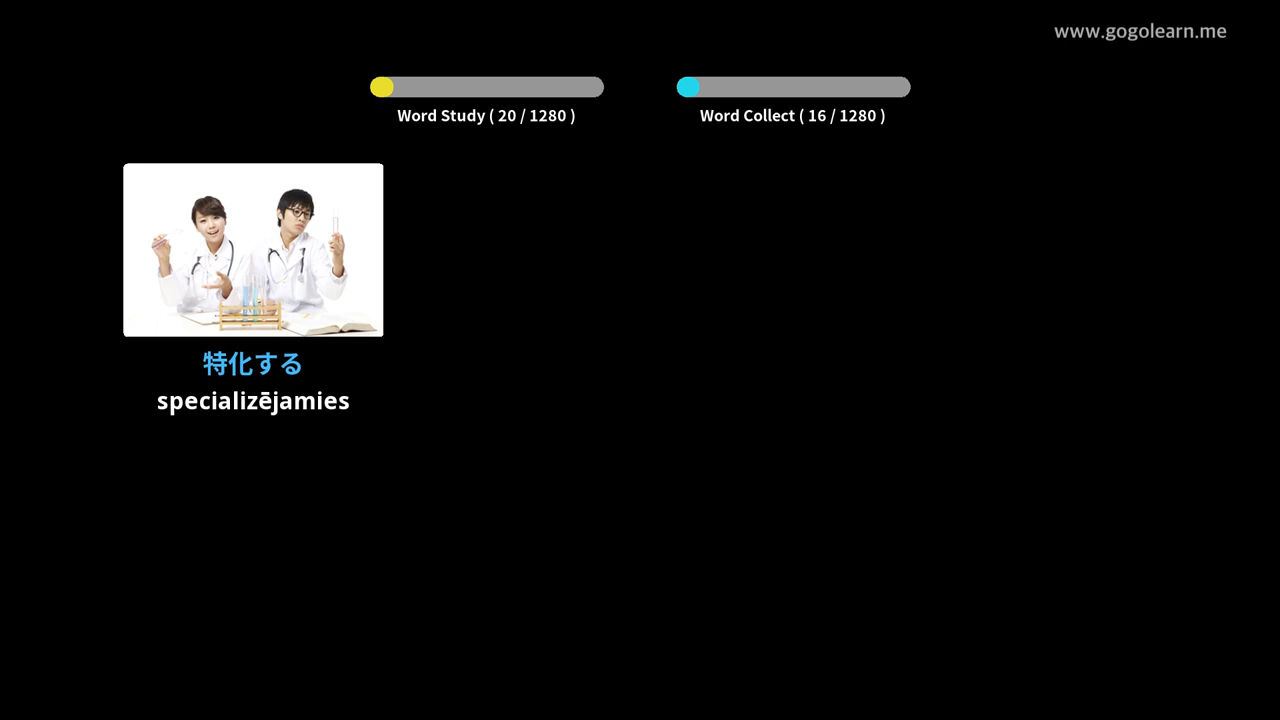 www.gogolearn.me
Word Study ( 20 / 1280 )
Word Collect ( 16 / 1280 )
特化する
specializējamies